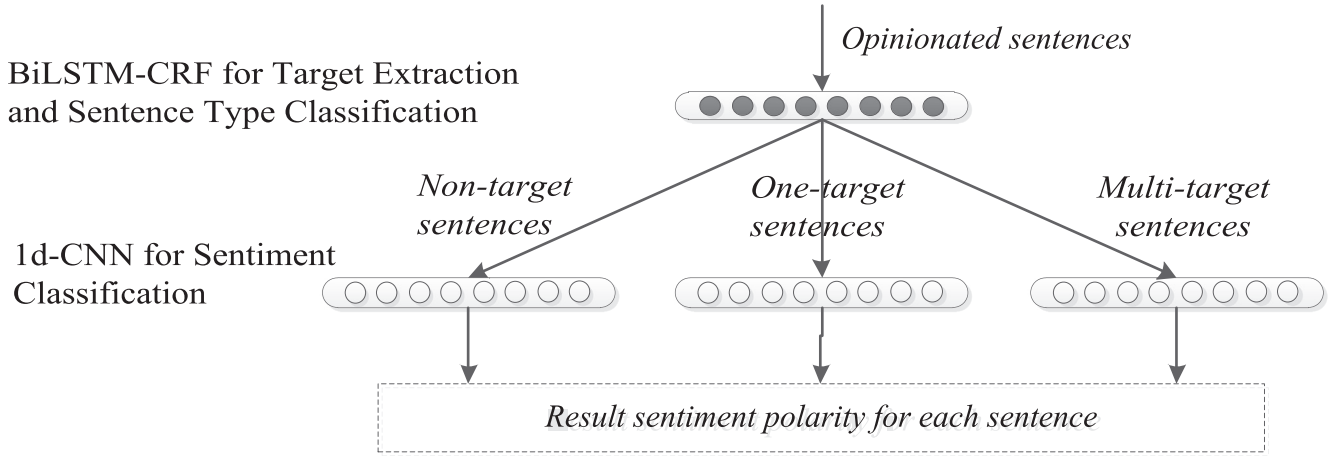 Opinionated sentences
BiLSTM-CRF for Target Extraction
and Sentence Type Classification
Non-target
sentences
One-target
sentences
Multi-target
sentences
1d-CNN for Sentiment
Classification
Result sentiment polarity for each sentence